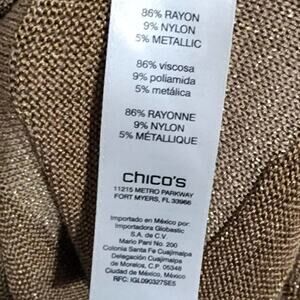 86% RAYON
9% NYLON
5% METALLIC
86% viscosa
9% poliamida
5% metálica
86% RAYONNE
9% NYLON
5% MÉTALLIQUE
chico's
11215 METRO PARKWAY
FORT MYERS, FL 33966
Importado en México por
Importadora Globastic
S.A. de C.V
Mario Pani No. 200
Colonia Santa Fe Cuajimalpa
Delegación Cuajimalpa
de Morelos, C.P. 05348
Ciudad de México, México
RFC: IGL090327SE5